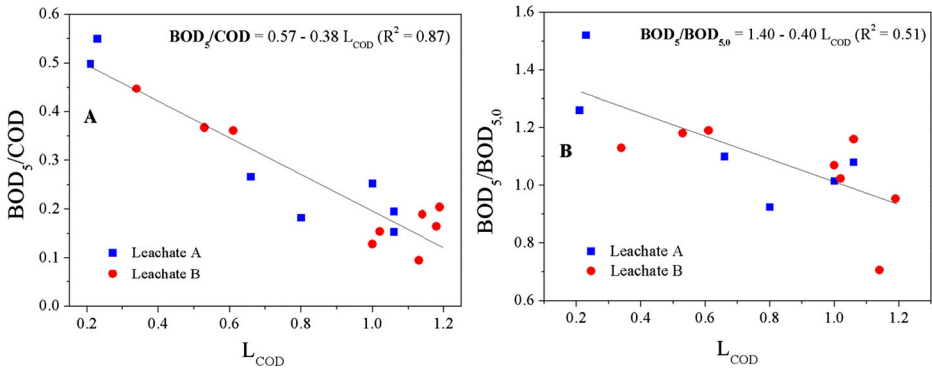 BOD5/COD = 0.57 - 0.38 LCOD (R2 = 0.87)
A
BOD5/COD
0.6
0.5
0.4
0.3
0.2
0.1
0.0
Leachate A
Leachate B
0.2 0.4 0.6 0.8 1.0 1.2
LCOD
BOD5/BOD5,0 = 1.40 - 0.40 LCOD (R2 = 0.51)
B
BOD5/BOD5,0
1.6
1.4
1.2
1.0
0.8
0.6
Leachate A
Leachate B
0.2 0.4 0.6 0.8 1.0 1.2
LCOD